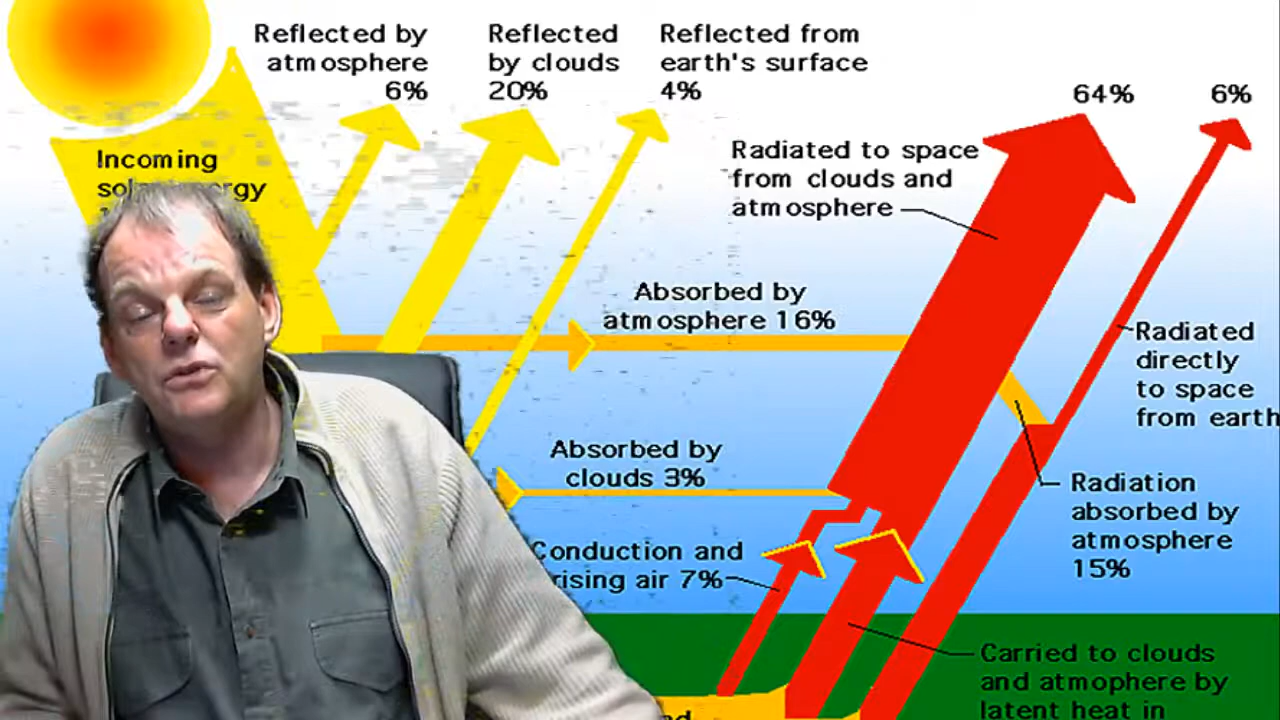 Reflected by
atmosphere
6%
Reflected
by clouds
20%
Reflected from
earth's surface
4%
64%
6%
Incoming
Radiated to space
from clouds and
atmosphere
Absorbed by
atmosphere 16%
Radiated
directly
to space
from earth
Absorbed by
clouds 3%
Radiation
absorbed by
atmosphere
15%
Conduction and
rising air 7%
Carried to clouds
and atmophere by
latent heat in